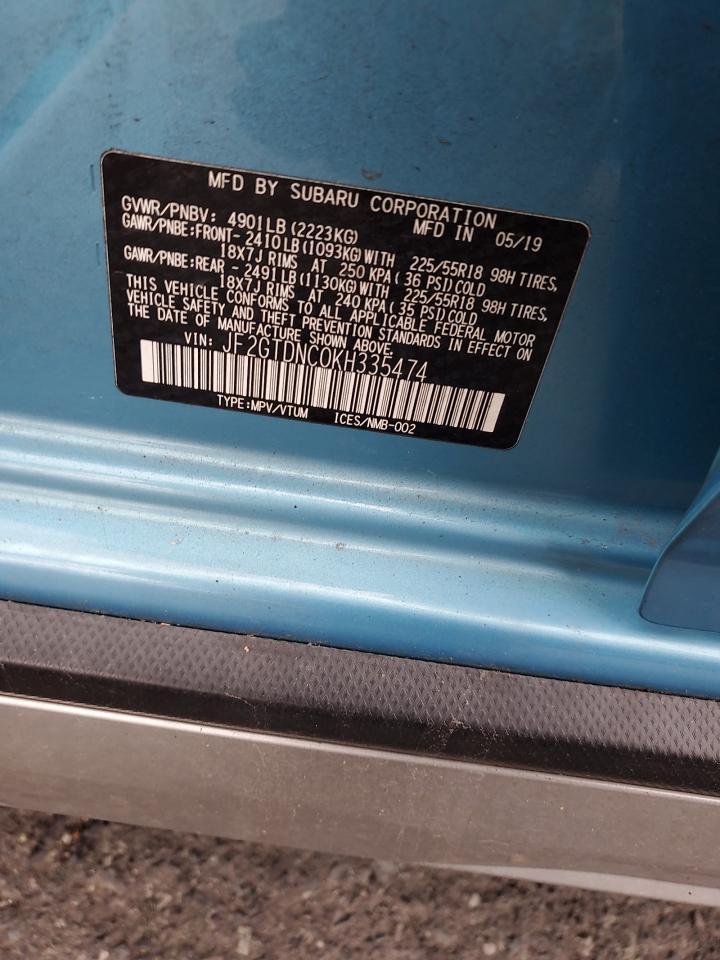 MFD BY SUBARU CORPORATION
GVWR/PNBV: 4901LB (2223KG) MFD IN 05/19
GAWR/PNBE:FRONT- 2410LB (1093KG) WITH 225/55R18 98H TIRES,
18X7J RIMS AT 250 KPA ( 36 PSI) COLD
GAWR/PNBE:REAR - 2491LB (1130KG) WITH 225/55R18 98H TIRES,
18X7J RIMS AT 240 KPA ( 35 PSI) COLD
THIS VEHICLE CONFORMS TO ALL APPLICABLE FEDERAL MOTOR
VEHICLE SAFETY AND THEFT PREVENTION STANDARDS IN EFFECT ON
THE DATE OF MANUFACTURE SHOWN ABOVE.
VIN: JF2GTDNC0KH335474
TYPE:MPV/VTUM ICES/NMB-002